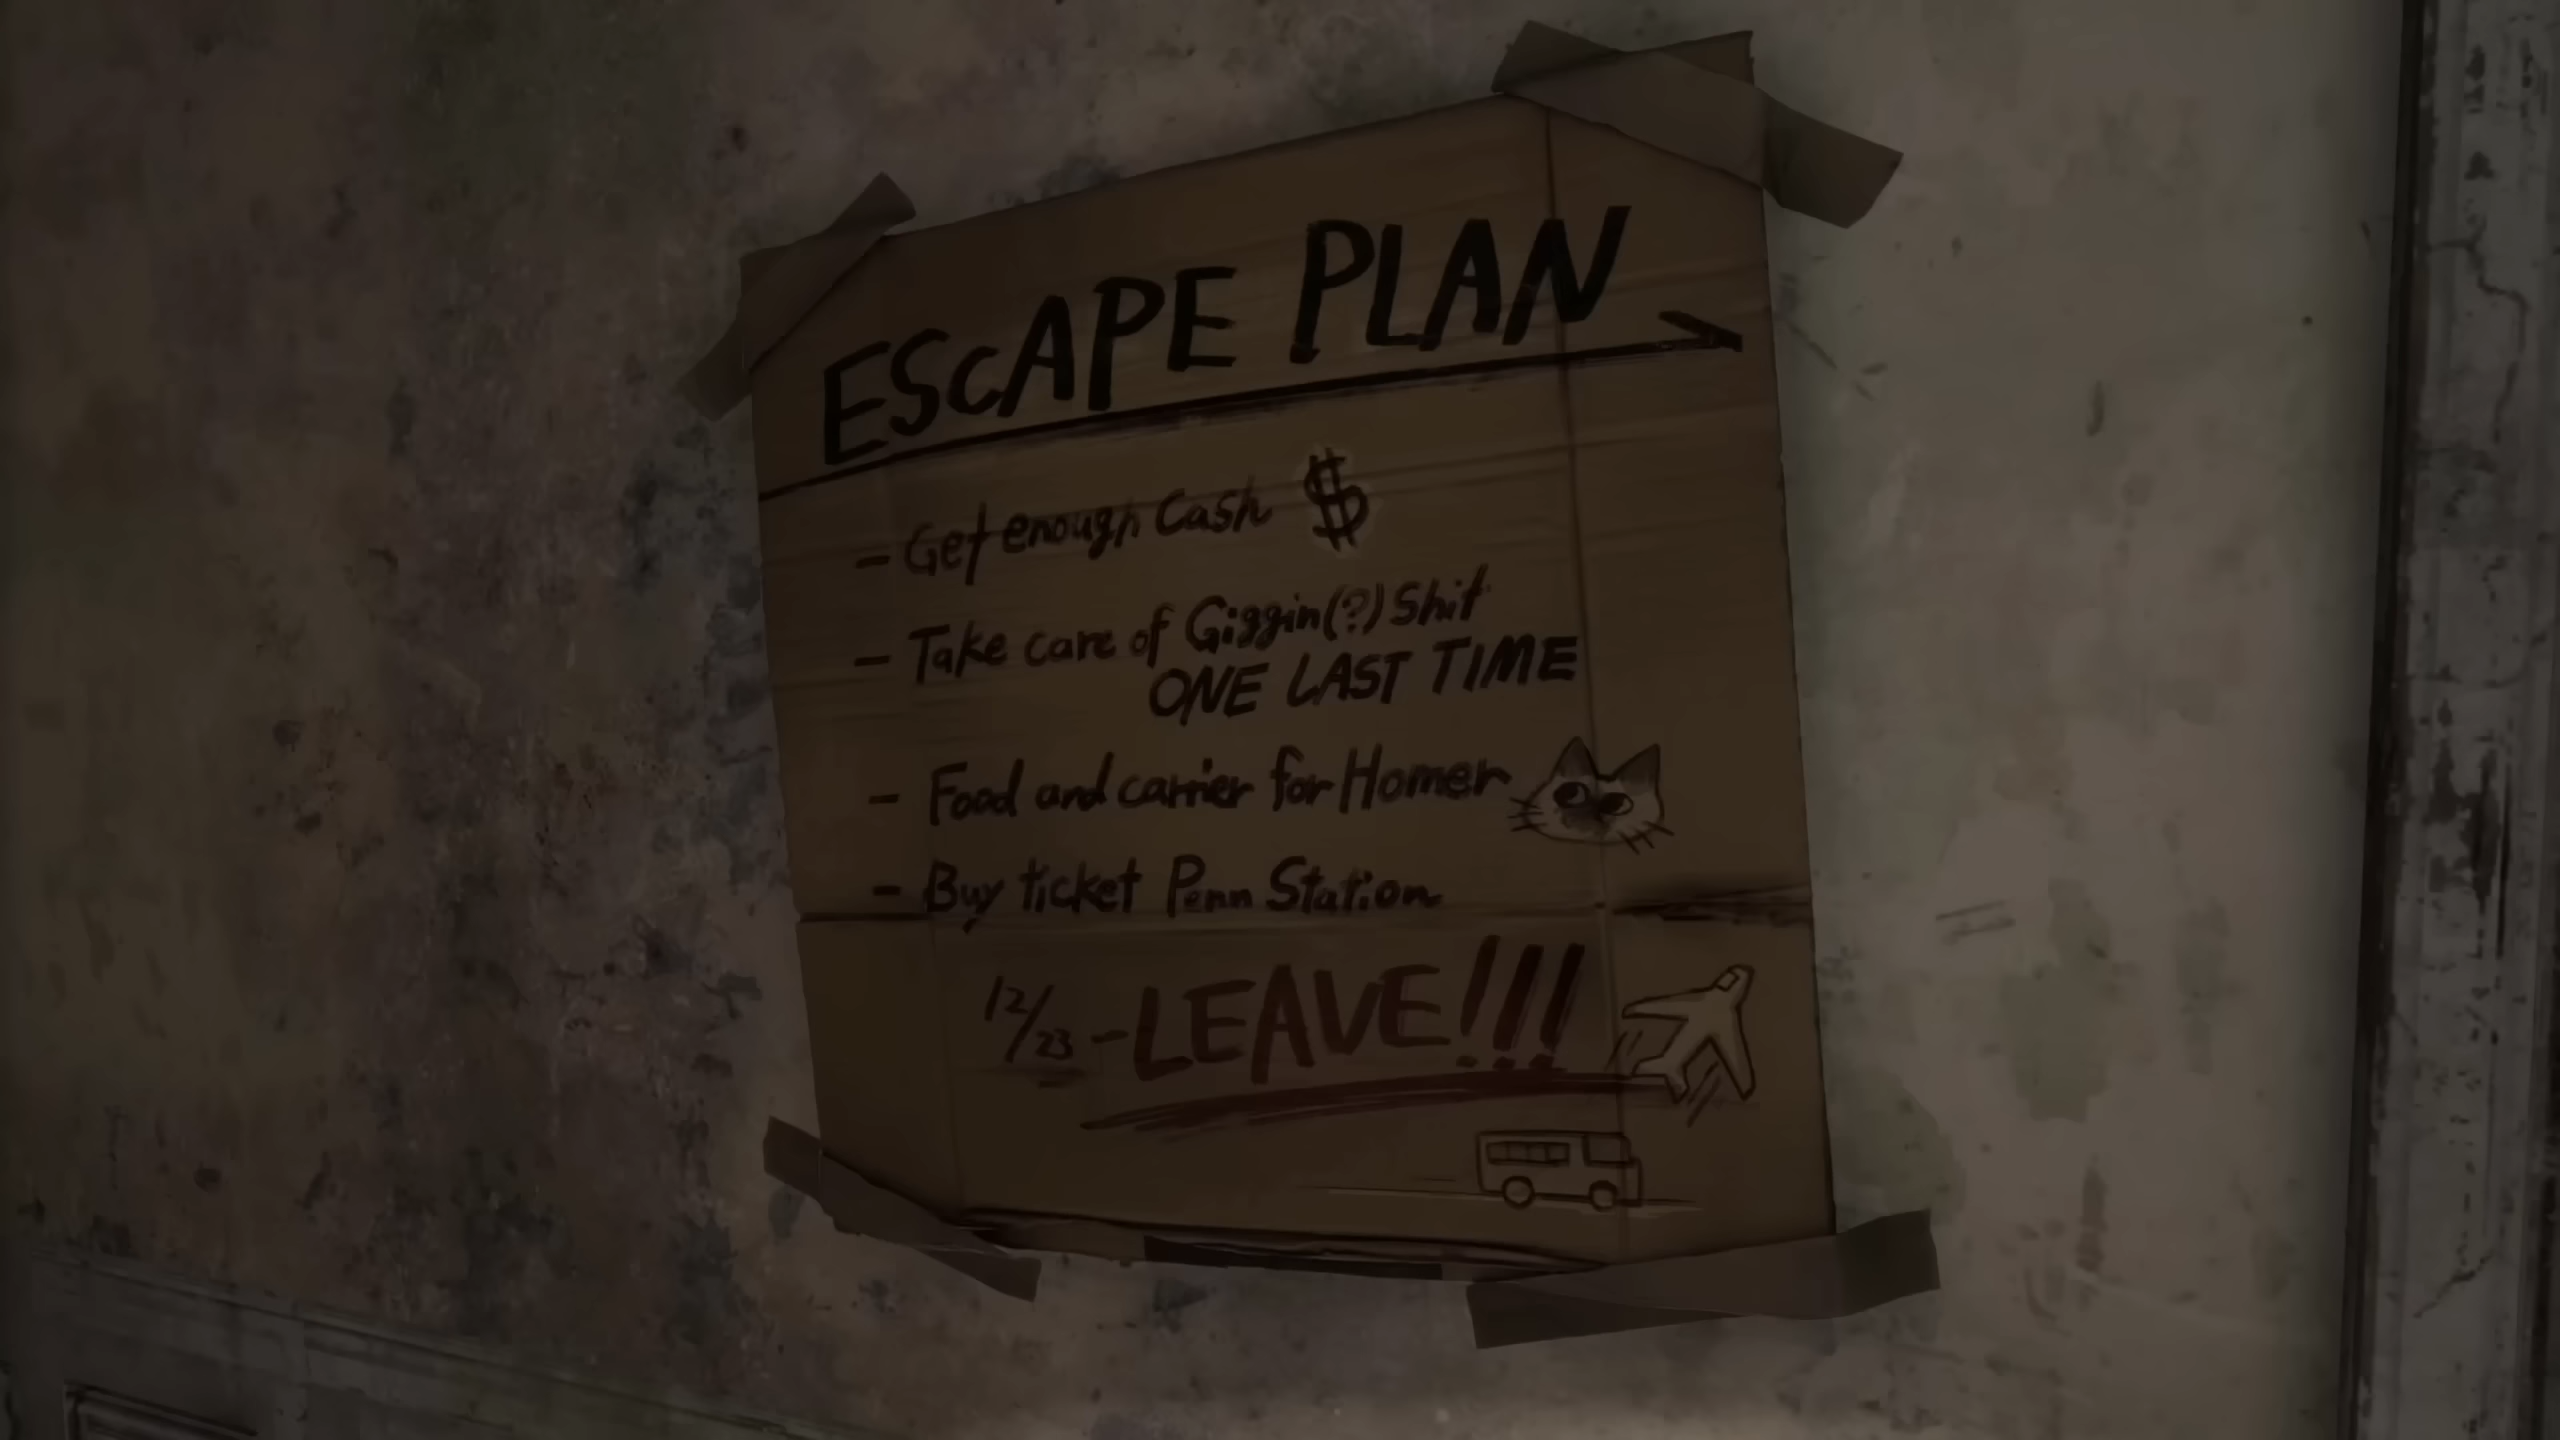 ESCAPE PLAN
- Get enough Cash $
- Take care of Giggin(?) Shit
ONE LAST TIME
- Food and carrier for Homer
- Buy ticket Penn Station
12/23 - LEAVE!!!